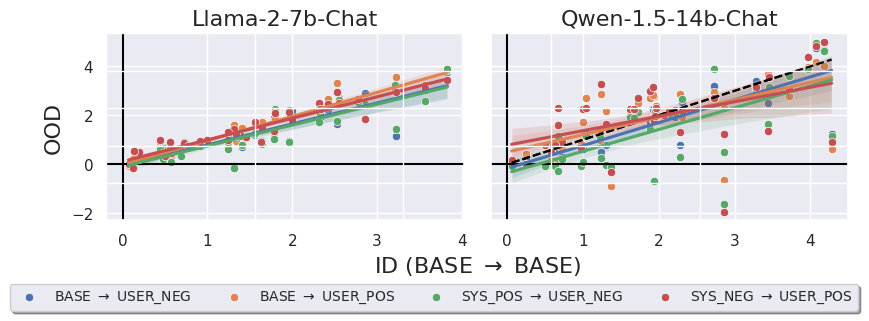 Llama-2-7b-Chat
Qwen-1.5-14b-Chat
OOD
4
2
0
−2
0 1 2 3 4
0 1 2 3 4
ID (BASE → BASE)
BASE → USER_NEG BASE → USER_POS SYS_POS → USER_NEG SYS_NEG → USER_POS